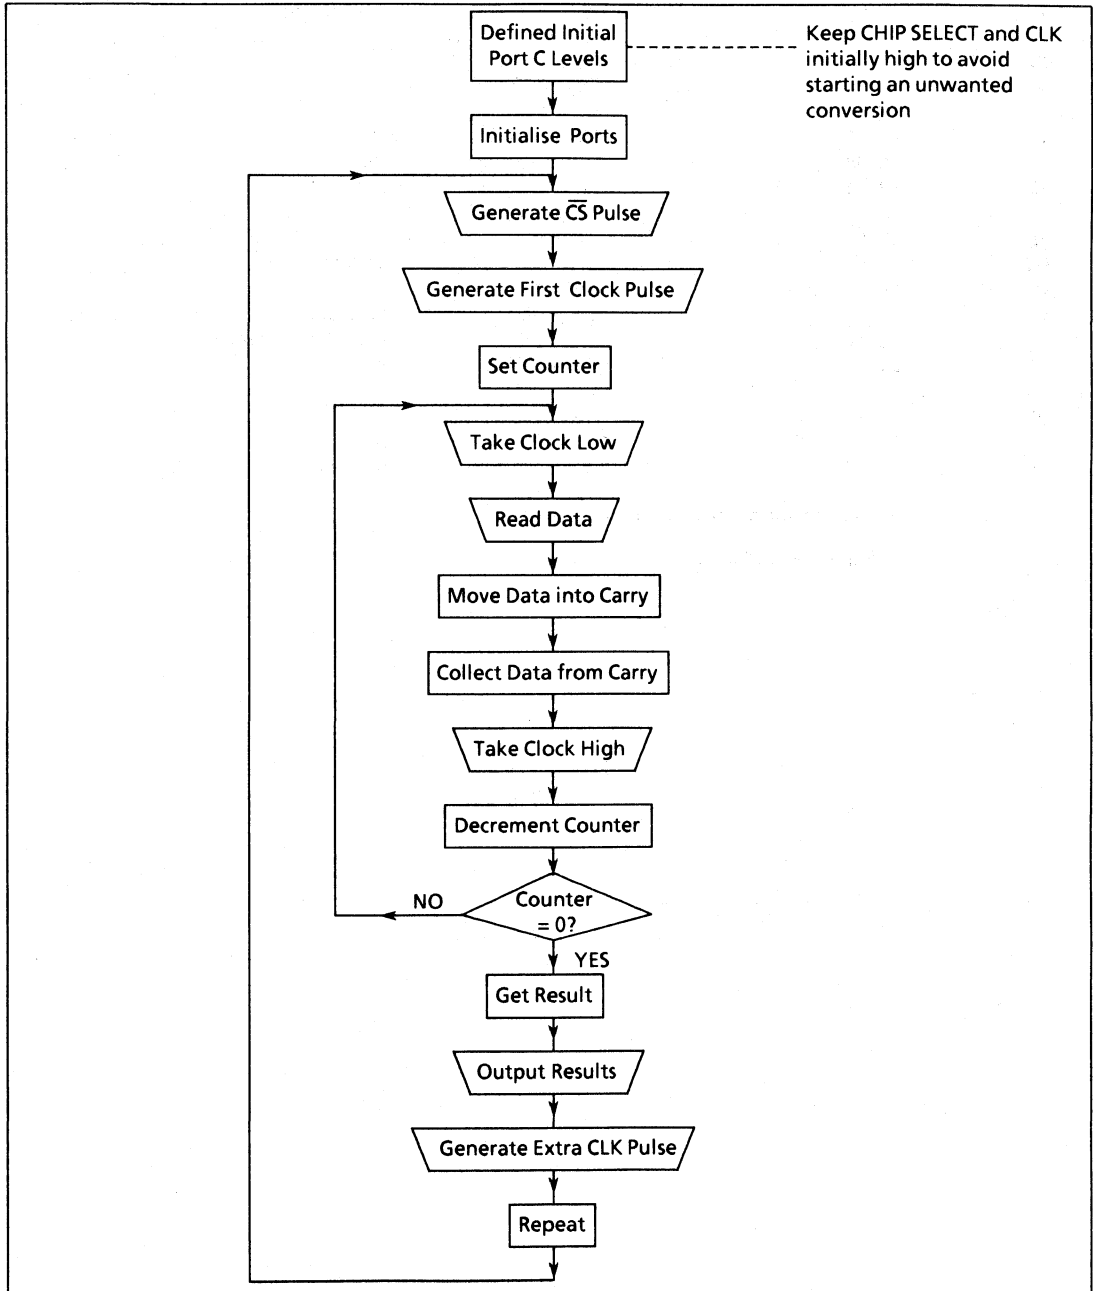 Defined Initial
Port C Levels
Keep CHIP SELECT and CLK
initially high to avoid
starting an unwanted
conversion
Initialise Ports
Generate C̅S̅ Pulse
Generate First Clock Pulse
Set Counter
Take Clock Low
Read Data
Move Data into Carry
Collect Data from Carry
Take Clock High
Decrement Counter
Counter
= 0?
NO
YES
Get Result
Output Results
Generate Extra CLK Pulse
Repeat